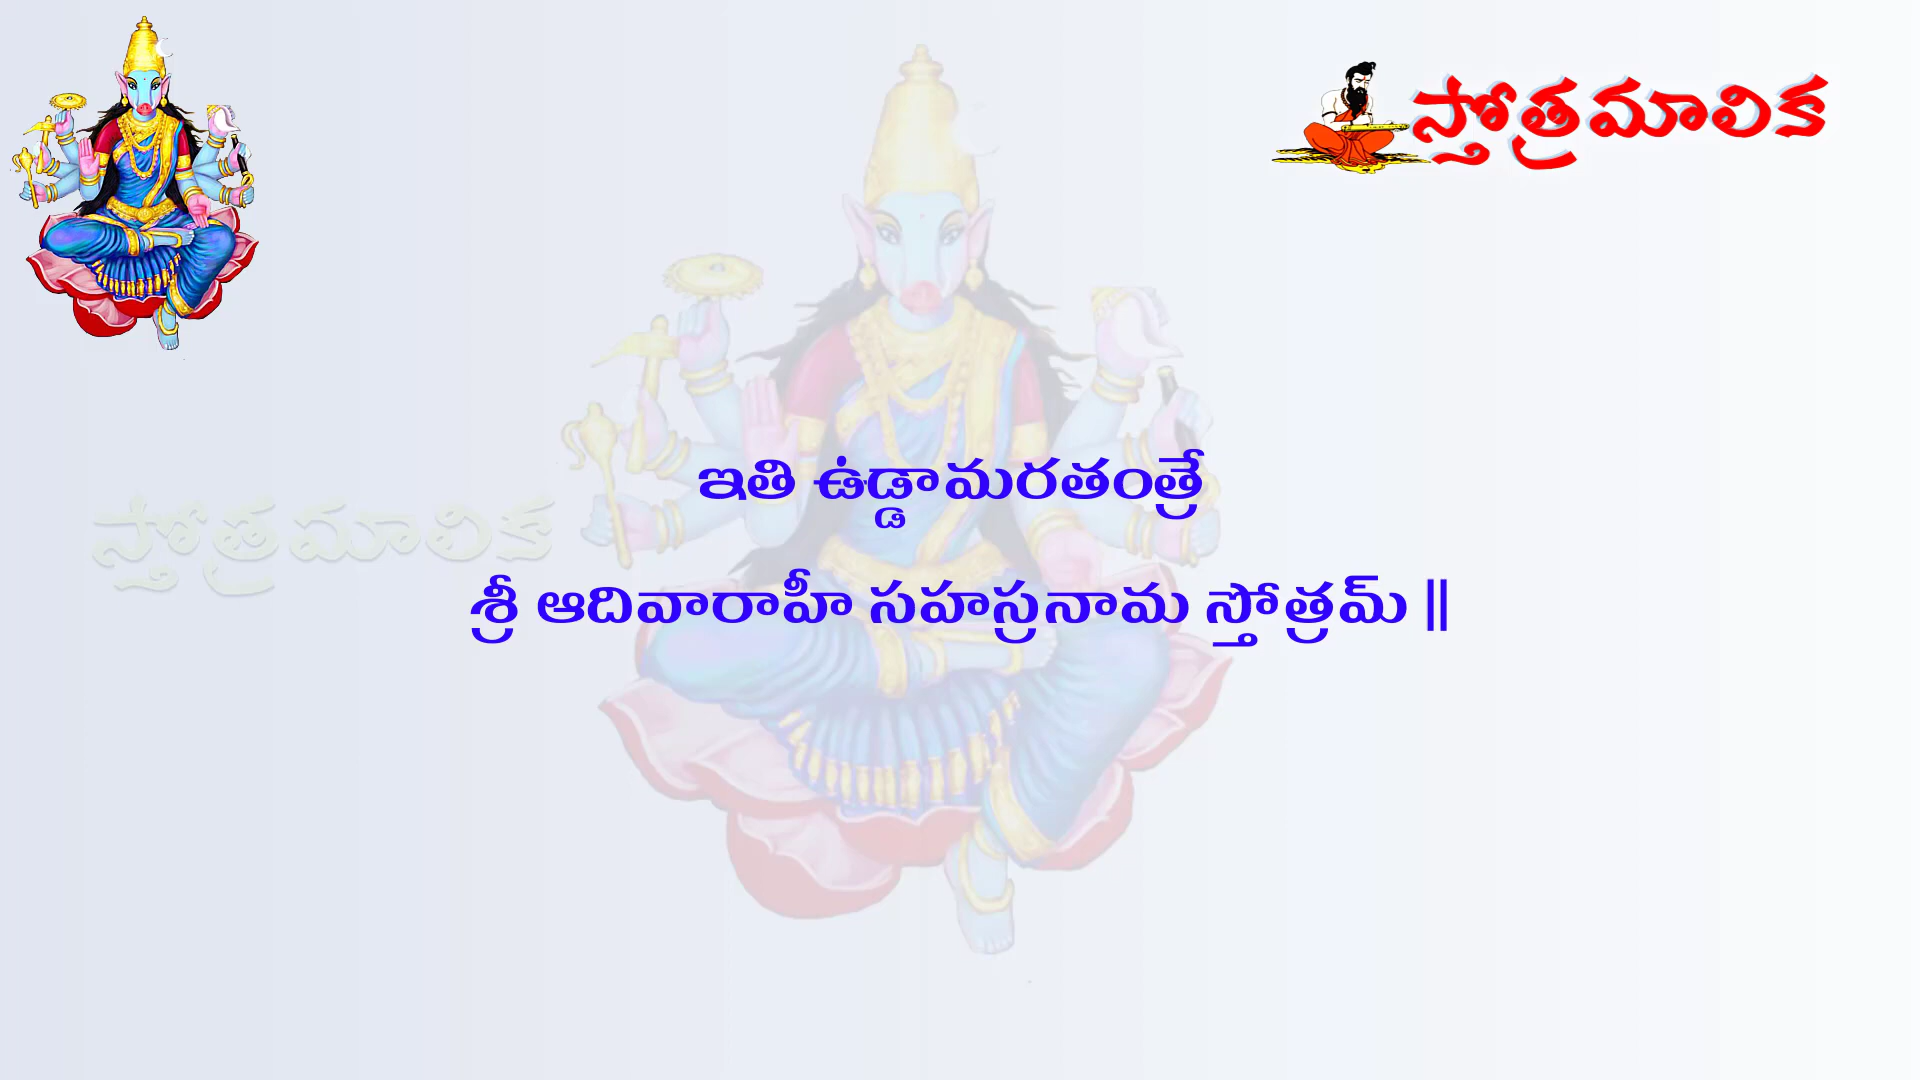 స్తోత్రమాలిక
ఇతి ఉడ్డామరతంత్రే
స్తోత్రమాలిక
శ్రీ ఆదివారాహీ సహస్రనామ స్తోత్రమ్ ||